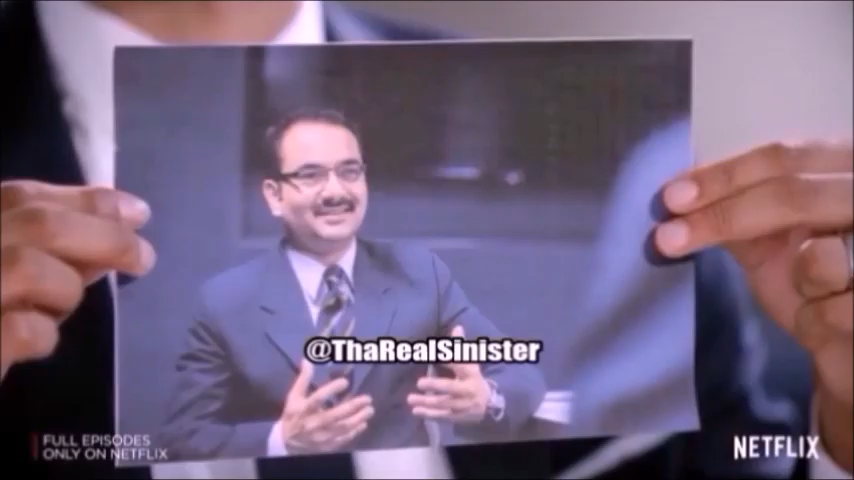 @ThaRealSinister
FULL EPISODES
ONLY ON NETFLIX
NETFLIX